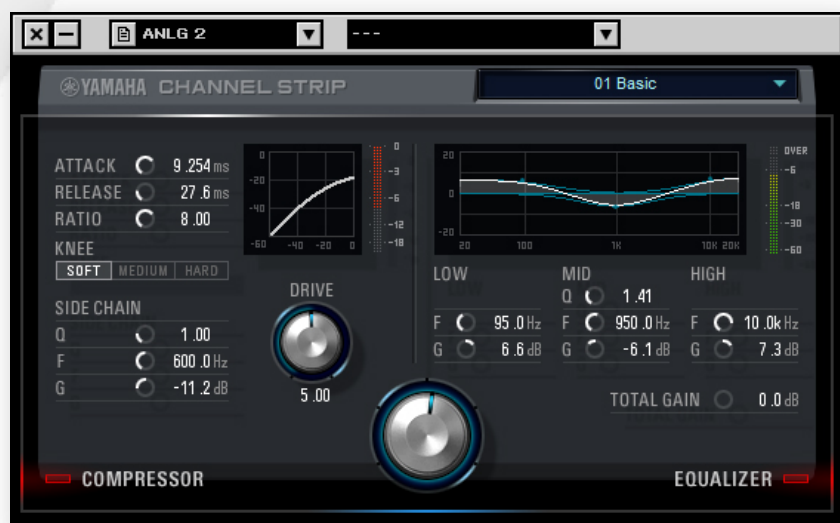 ANLG 2
---
YAMAHA CHANNEL STRIP
01 Basic
ATTACK 9.254 ms
RELEASE 27.6 ms
RATIO 8.00
KNEE
SOFT MEDIUM HARD
SIDE CHAIN
Q 1.00
F 600.0 Hz
G -11.2 dB
0
-20
-40
-60 -40 -20 0
0
-3
-6
-12
-18
DRIVE
5.00
20
0
-20
20 100 1K 10K 20K
OVER
-6
-18
-30
-60
LOW
F 95.0 Hz
G 6.6 dB
MID
Q 1.41
F 950.0 Hz
G -6.1 dB
HIGH
F 10.0k Hz
G 7.3 dB
TOTAL GAIN 0.0 dB
COMPRESSOR
EQUALIZER